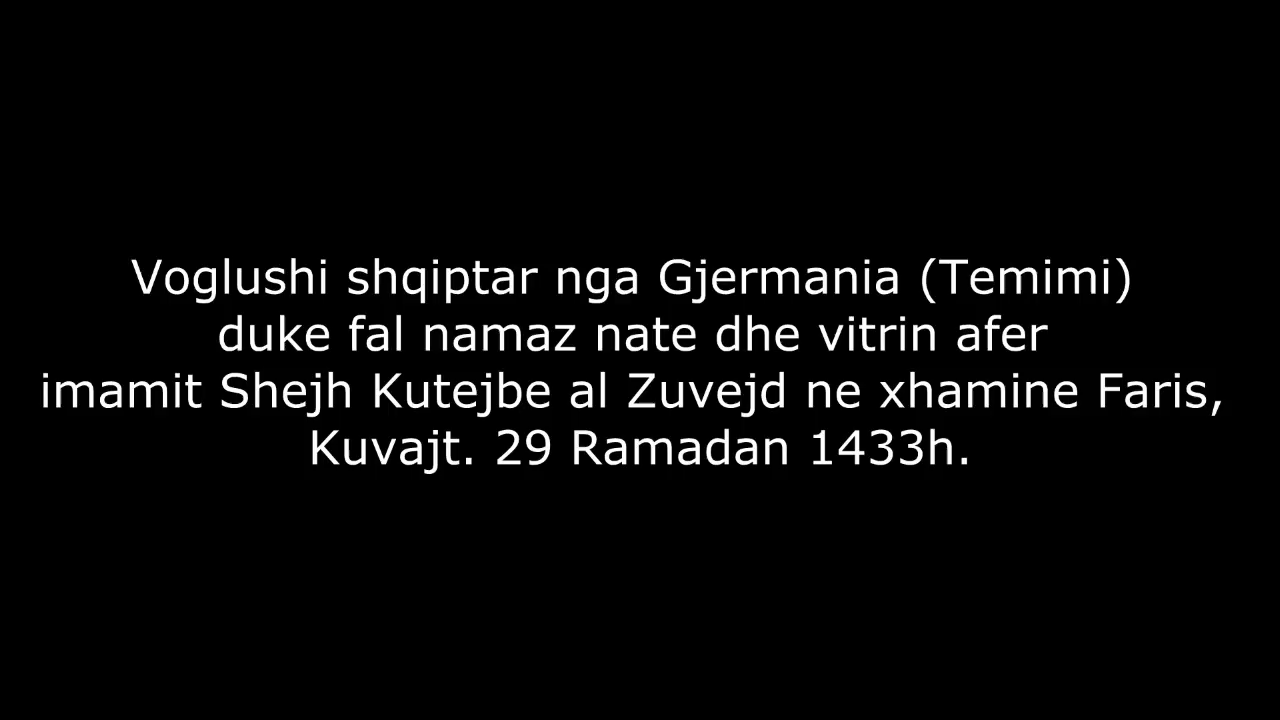 Voglushi shqiptar nga Gjermania (Temimi)
duke fal namaz nate dhe vitrin afer
imamit Shejh Kutejbe al Zuvejd ne xhamine Faris,
Kuvajt. 29 Ramadan 1433h.